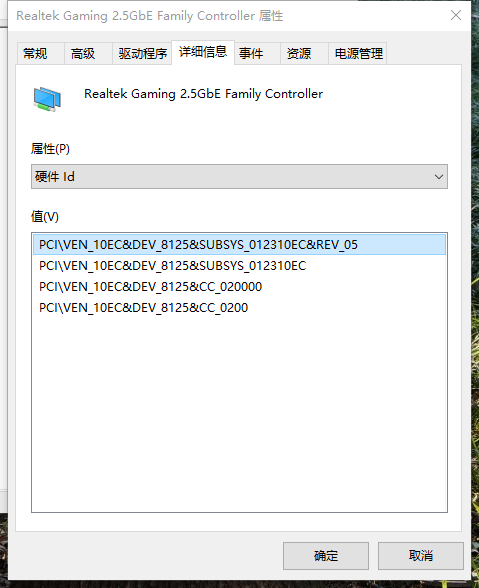 Realtek Gaming 2.5GbE Family Controller 属性
常规 高级 驱动程序 详细信息 事件 资源 电源管理
Realtek Gaming 2.5GbE Family Controller
属性(P)
硬件 Id
值(V)
PCI\VEN_10EC&DEV_8125&SUBSYS_012310EC&REV_05
PCI\VEN_10EC&DEV_8125&SUBSYS_012310EC
PCI\VEN_10EC&DEV_8125&CC_020000
PCI\VEN_10EC&DEV_8125&CC_0200
确定 取消